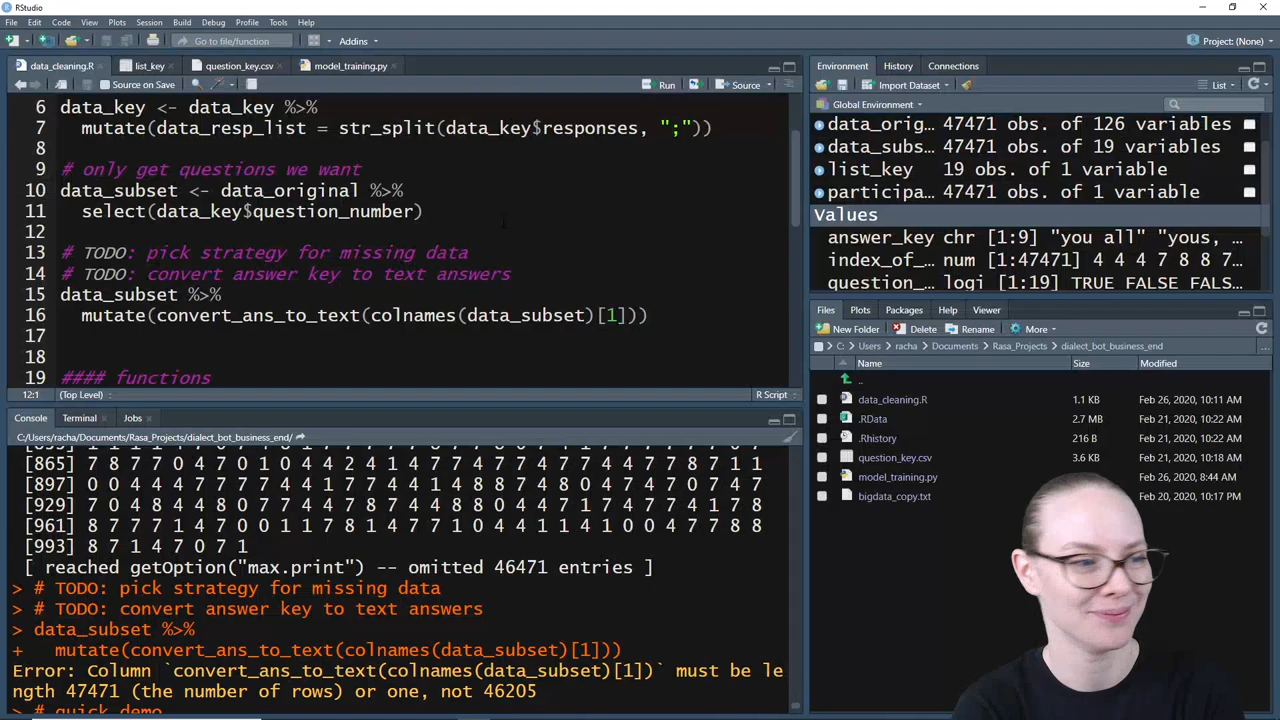 RStudio
File Edit Code View Plots Session Build Debug Profile Tools Help
Go to file/function Addins Project: (None)
data_cleaning.R list_key question_key.csv model_training.py
Source on Save Run Source
6 data_key <- data_key %>%
7 mutate(data_resp_list = str_split(data_key$responses, ";"))
8
9 # only get questions we want
10 data_subset <- data_original %>%
11 select(data_key$question_number)
12
13 # TODO: pick strategy for missing data
14 # TODO: convert answer key to text answers
15 data_subset %>%
16 mutate(convert_ans_to_text(colnames(data_subset)[1]))
17
18
19 #### functions
12:1 (Top Level) R Script
Console Terminal Jobs
C:/Users/racha/Documents/Rasa_Projects/dialect_bot_business_end/
[865] 7 8 7 7 0 4 7 0 1 0 4 4 2 4 1 4 7 7 4 7 7 4 7 7 4 4 7 7 8 7 1 1
[897] 0 0 4 4 4 7 7 7 7 4 4 1 7 7 4 4 1 4 8 8 7 4 8 0 4 7 4 7 0 7 4 7
[929] 0 7 4 8 4 4 0 7 7 4 4 7 8 7 4 4 8 7 7 4 8 8 0 4 4 7 1 7 4 7 7 4 1 7 8
[961] 8 7 7 7 1 4 7 0 0 1 1 7 8 1 4 7 7 1 0 4 4 1 1 4 1 0 0 4 7 7 8 8
[993] 8 7 1 4 7 0 7 1
[ reached getOption("max.print") -- omitted 46471 entries ]
> # TODO: pick strategy for missing data
> # TODO: convert answer key to text answers
> data_subset %>%
+ mutate(convert_ans_to_text(colnames(data_subset)[1]))
Error: Column `convert_ans_to_text(colnames(data_subset)[1])` must be le
ngth 47471 (the number of rows) or one, not 46205
> # quick demo
Environment History Connections
Import Dataset List
Global Environment
data_orig… 47471 obs. of 126 variables
data_subs… 47471 obs. of 19 variables
list_key 19 obs. of 1 variable
participa… 47471 obs. of 1 variable
Values
answer_key chr [1:9] "you all" "yous, …
index_of_… num [1:47471] 4 4 4 7 8 8 7…
question_… logi [1:19] TRUE FALSE FALS…
Files Plots Packages Help Viewer
New Folder Delete Rename More
C: Users racha Documents Rasa_Projects dialect_bot_business_end ...
Name Size Modified
..
data_cleaning.R 1.1 KB Feb 26, 2020, 10:11 AM
.RData 2.7 MB Feb 21, 2020, 10:22 AM
.Rhistory 216 B Feb 21, 2020, 10:22 AM
question_key.csv 3.6 KB Feb 21, 2020, 10:18 AM
model_training.py Feb 26, 2020, 8:44 AM
bigdata_copy.txt Feb 20, 2020, 10:17 PM